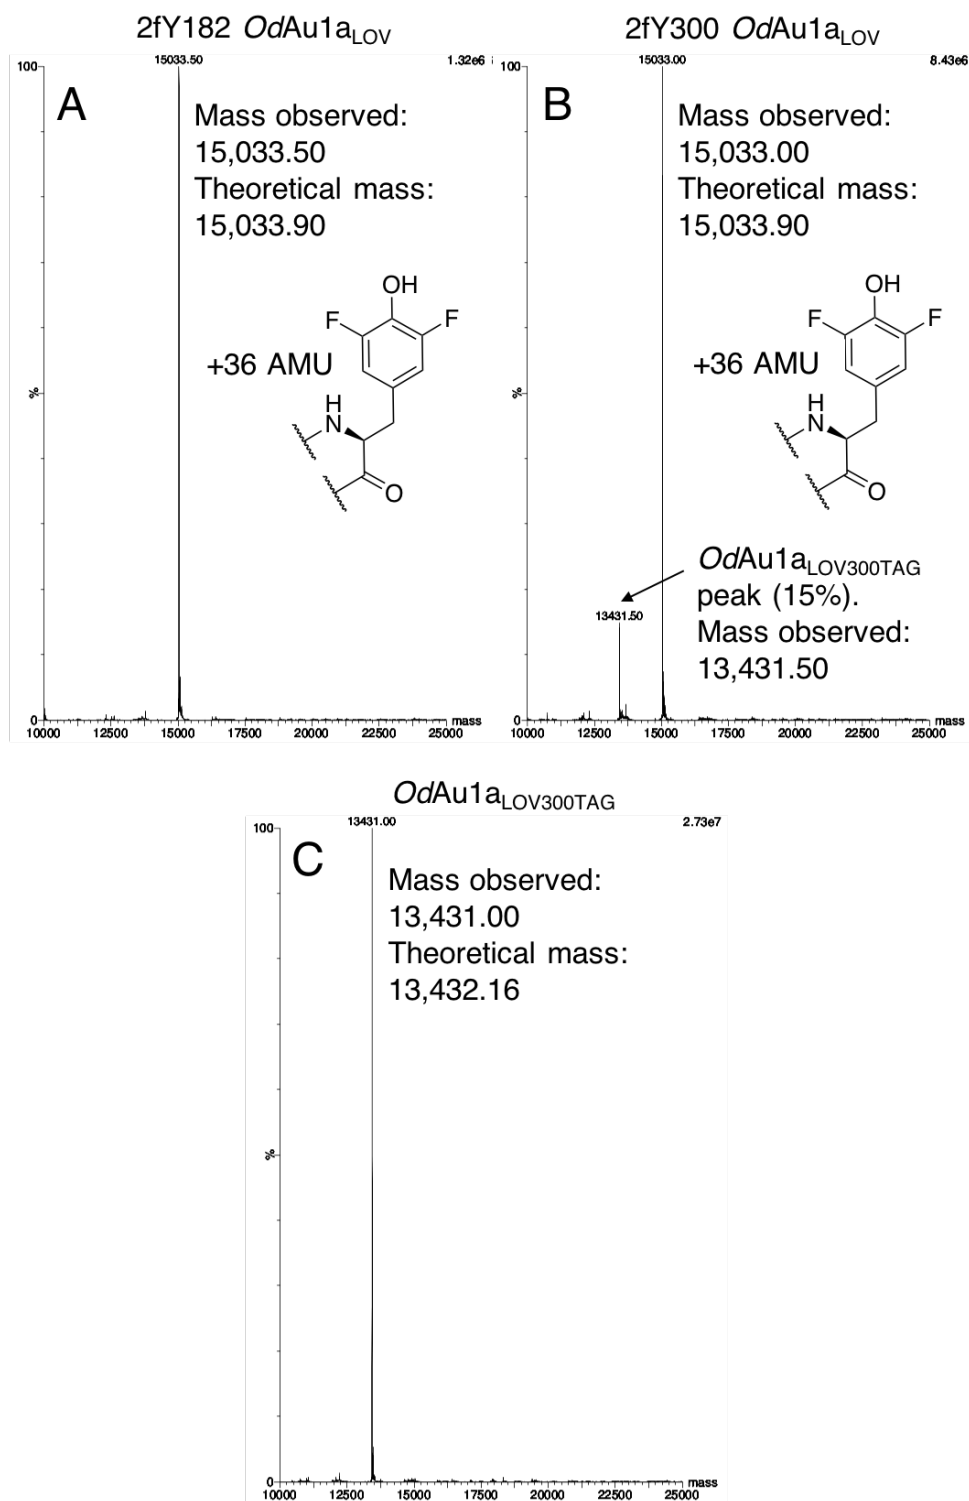 2fY182 OdAu1aLOV
100
15033.50
1.32e6
A
Mass observed:
15,033.50
Theoretical mass:
15,033.90
OH
F
F
+36 AMU
H
N
O
%
0
10000 12500 15000 17500 20000 22500 25000 mass
2fY300 OdAu1aLOV
100
15033.00
8.43e6
B
Mass observed:
15,033.00
Theoretical mass:
15,033.90
OH
F
F
+36 AMU
H
N
O
%
OdAu1aLOV300TAG
peak (15%).
Mass observed:
13,431.50
13431.50
0
10000 12500 15000 17500 20000 22500 25000 mass
OdAu1aLOV300TAG
100
13431.00
2.73e7
C
Mass observed:
13,431.00
Theoretical mass:
13,432.16
%
0
10000 12500 15000 17500 20000 22500 25000 mass